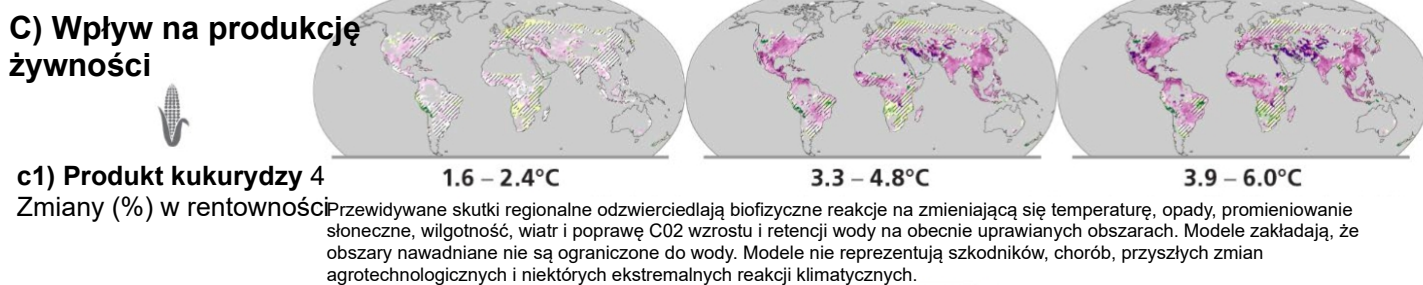 C) Wpływ na produkcję
żywności
c1) Produkt kukurydzy 4
Zmiany (%) w rentowności
1.6 – 2.4°C
3.3 – 4.8°C
3.9 – 6.0°C
Przewidywane skutki regionalne odzwierciedlają biofizyczne reakcje na zmieniającą się temperaturę, opady, promieniowanie
słoneczne, wilgotność, wiatr i poprawę C02 wzrostu i retencji wody na obecnie uprawianych obszarach. Modele zakładają, że
obszary nawadniane nie są ograniczone do wody. Modele nie reprezentują szkodników, chorób, przyszłych zmian
agrotechnologicznych i niektórych ekstremalnych reakcji klimatycznych.